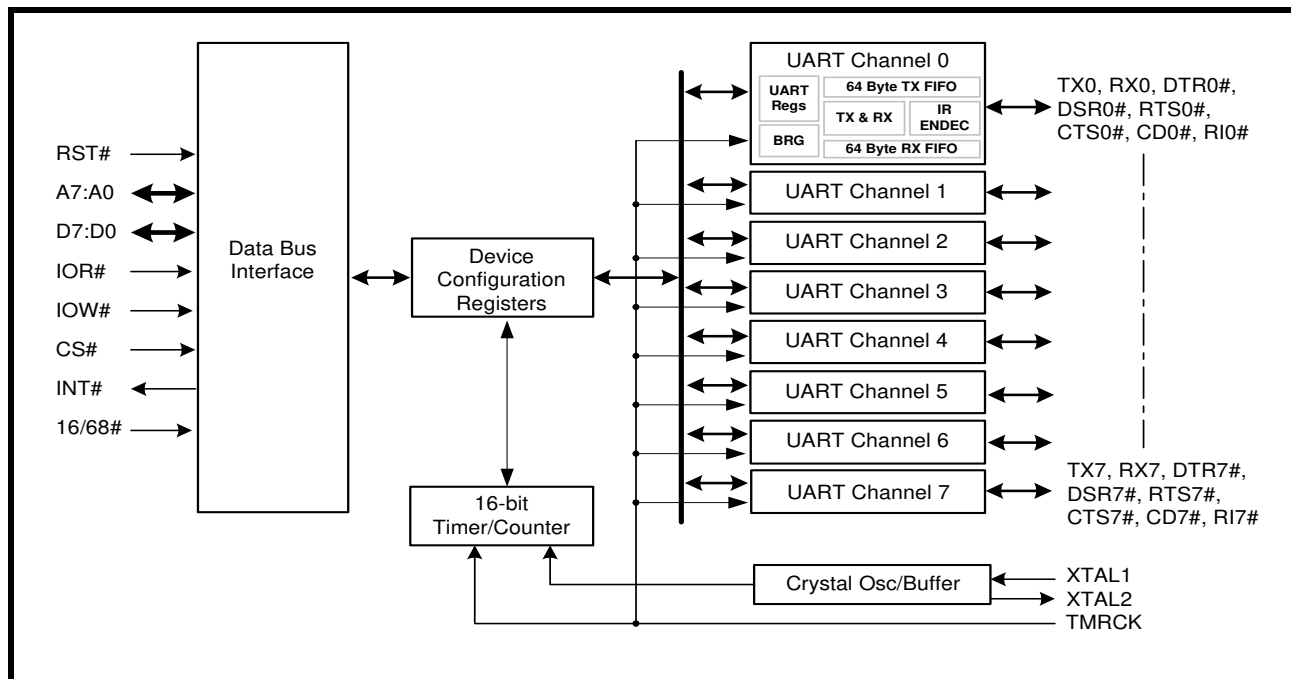 RST#
A7:A0
D7:D0
IOR#
IOW#
CS#
INT#
16/68#
Data Bus
Interface
Device
Configuration
Registers
16-bit
Timer/Counter
UART Channel 0
UART
Regs
64 Byte TX FIFO
TX & RX
IR
ENDEC
BRG
64 Byte RX FIFO
UART Channel 1
UART Channel 2
UART Channel 3
UART Channel 4
UART Channel 5
UART Channel 6
UART Channel 7
Crystal Osc/Buffer
TX0, RX0, DTR0#,
DSR0#, RTS0#,
CTS0#, CD0#, RI0#
TX7, RX7, DTR7#,
DSR7#, RTS7#,
CTS7#, CD7#, RI7#
XTAL1
XTAL2
TMRCK